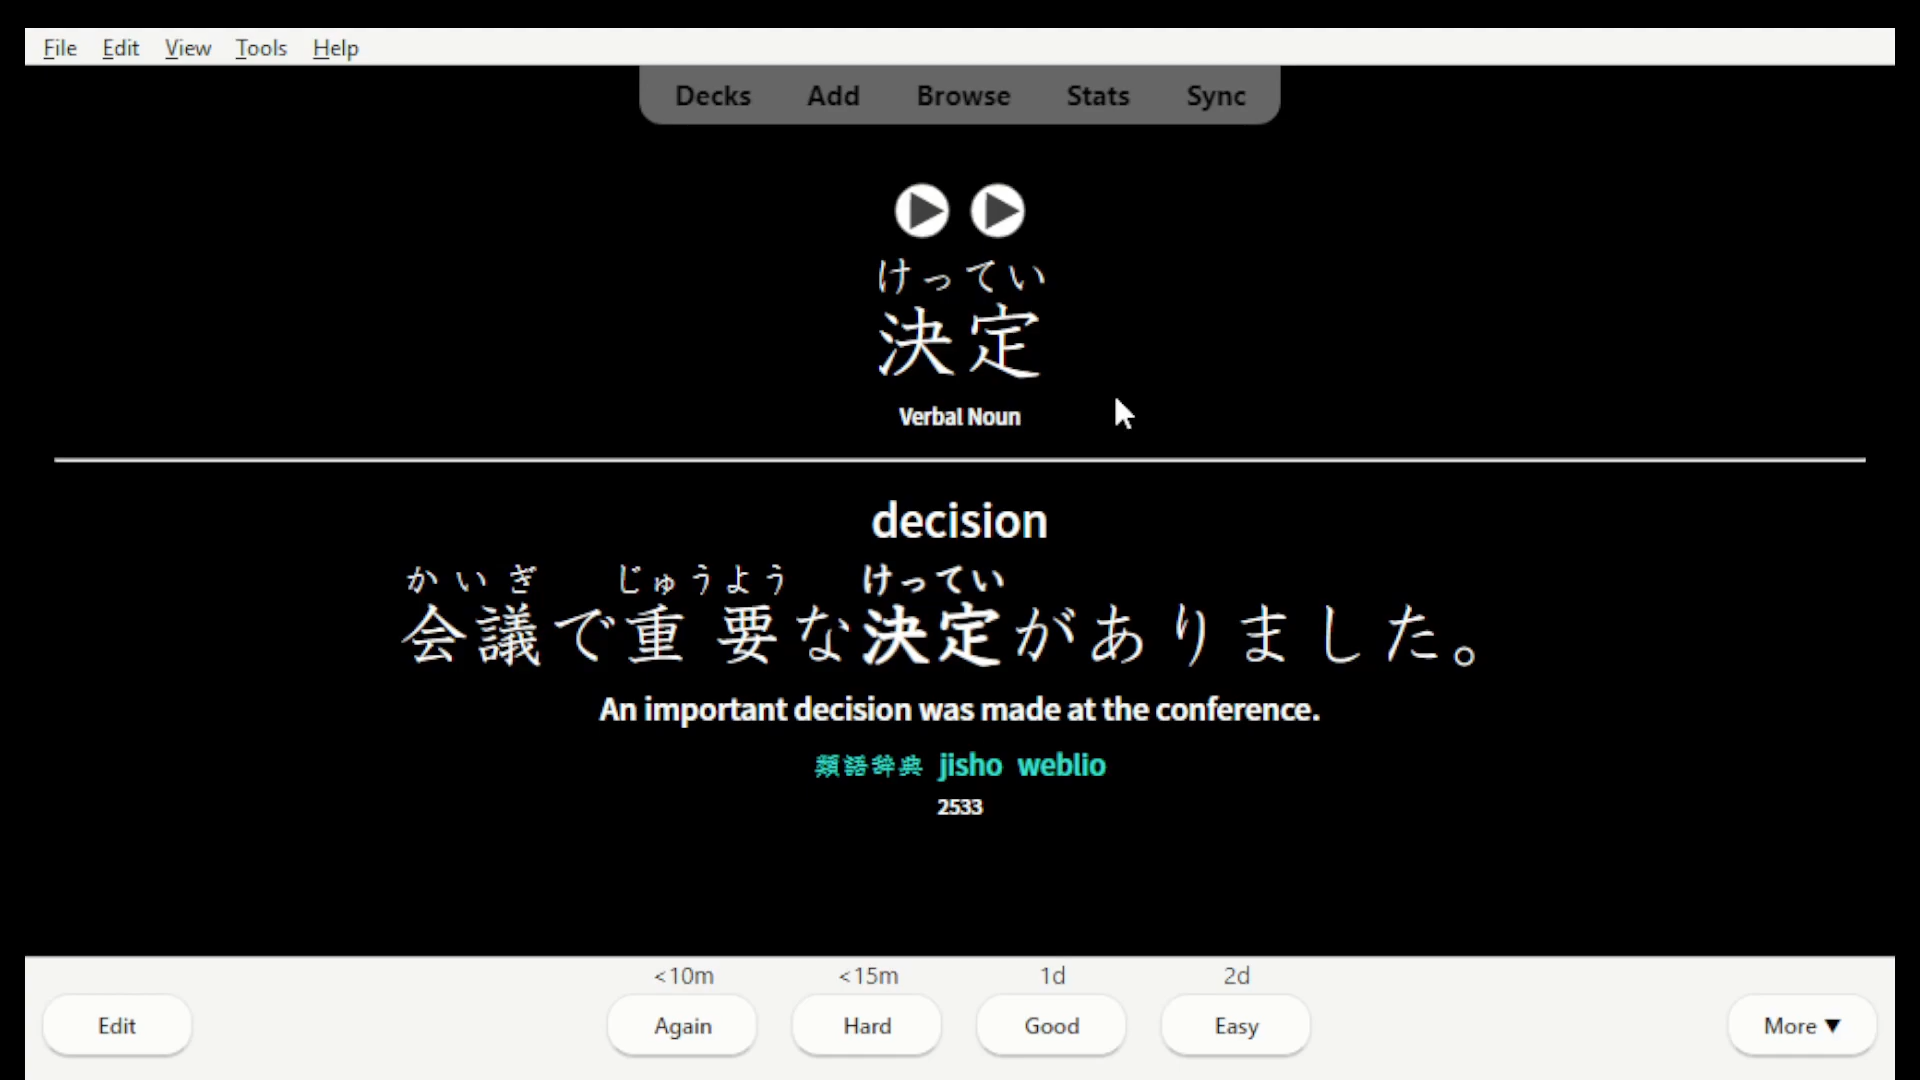 File Edit View Tools Help
Decks Add Browse Stats Sync
けってい
決定
Verbal Noun
decision
かいぎ じゅうよう けってい
会議で重要な決定がありました。
An important decision was made at the conference.
類語辞典 jisho weblio
2533
<10m <15m 1d 2d
Edit Again Hard Good Easy More ▼